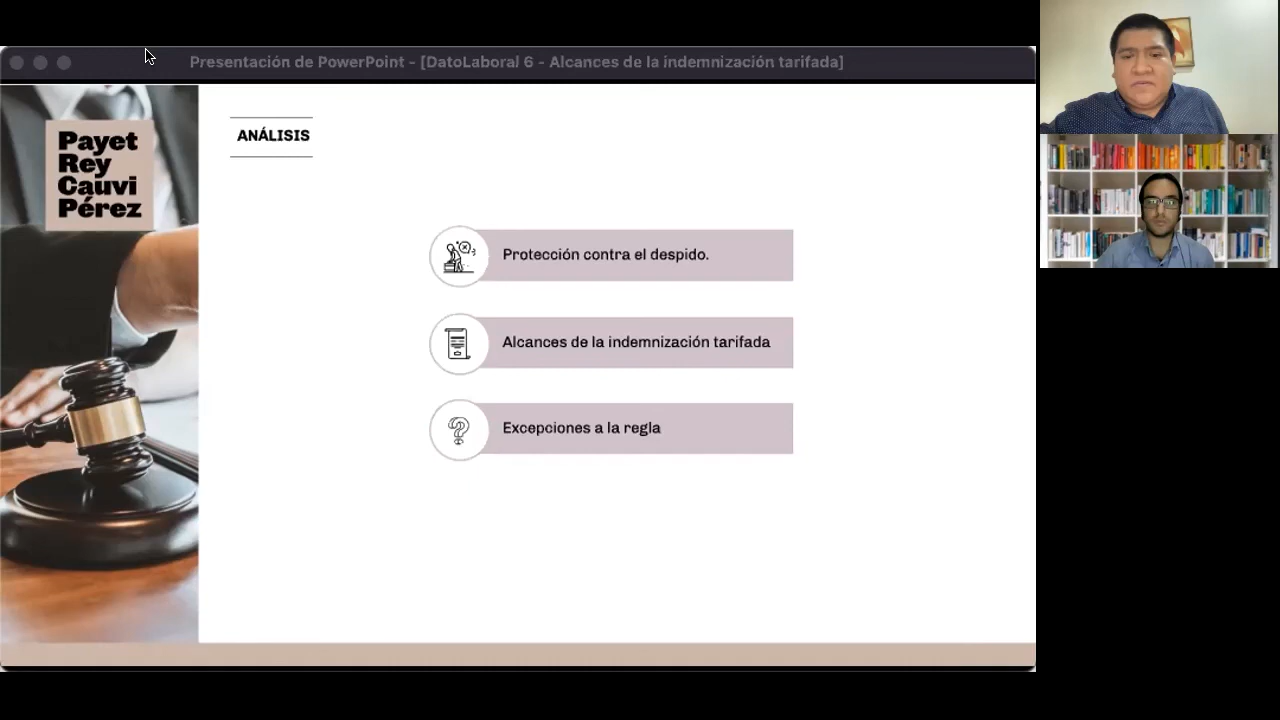 Presentación de PowerPoint - [DatoLaboral 6 - Alcances de la indemnización tarifada]
Payet
Rey
Cauvi
Pérez
ANÁLISIS
Protección contra el despido.
Alcances de la indemnización tarifada
Excepciones a la regla